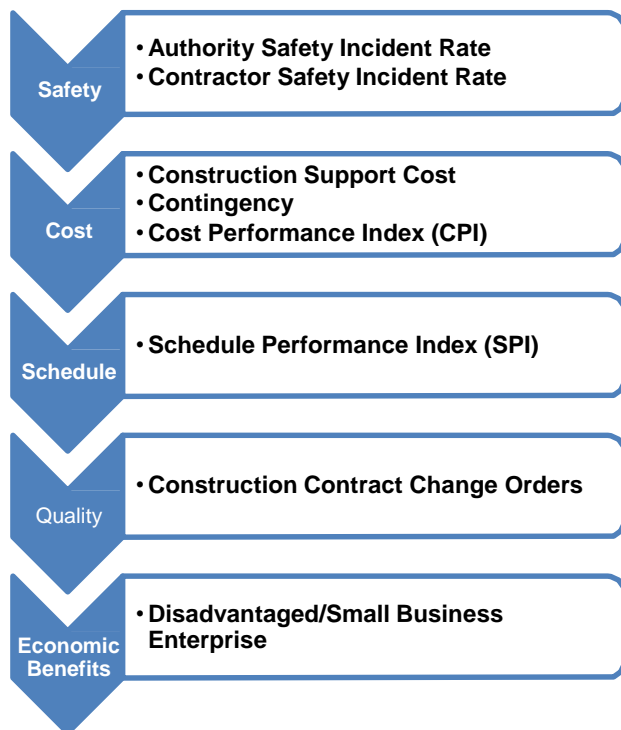 Safety
• Authority Safety Incident Rate
• Contractor Safety Incident Rate
Cost
• Construction Support Cost
• Contingency
• Cost Performance Index (CPI)
Schedule
• Schedule Performance Index (SPI)
Quality
• Construction Contract Change Orders
Economic
Benefits
• Disadvantaged/Small Business
Enterprise